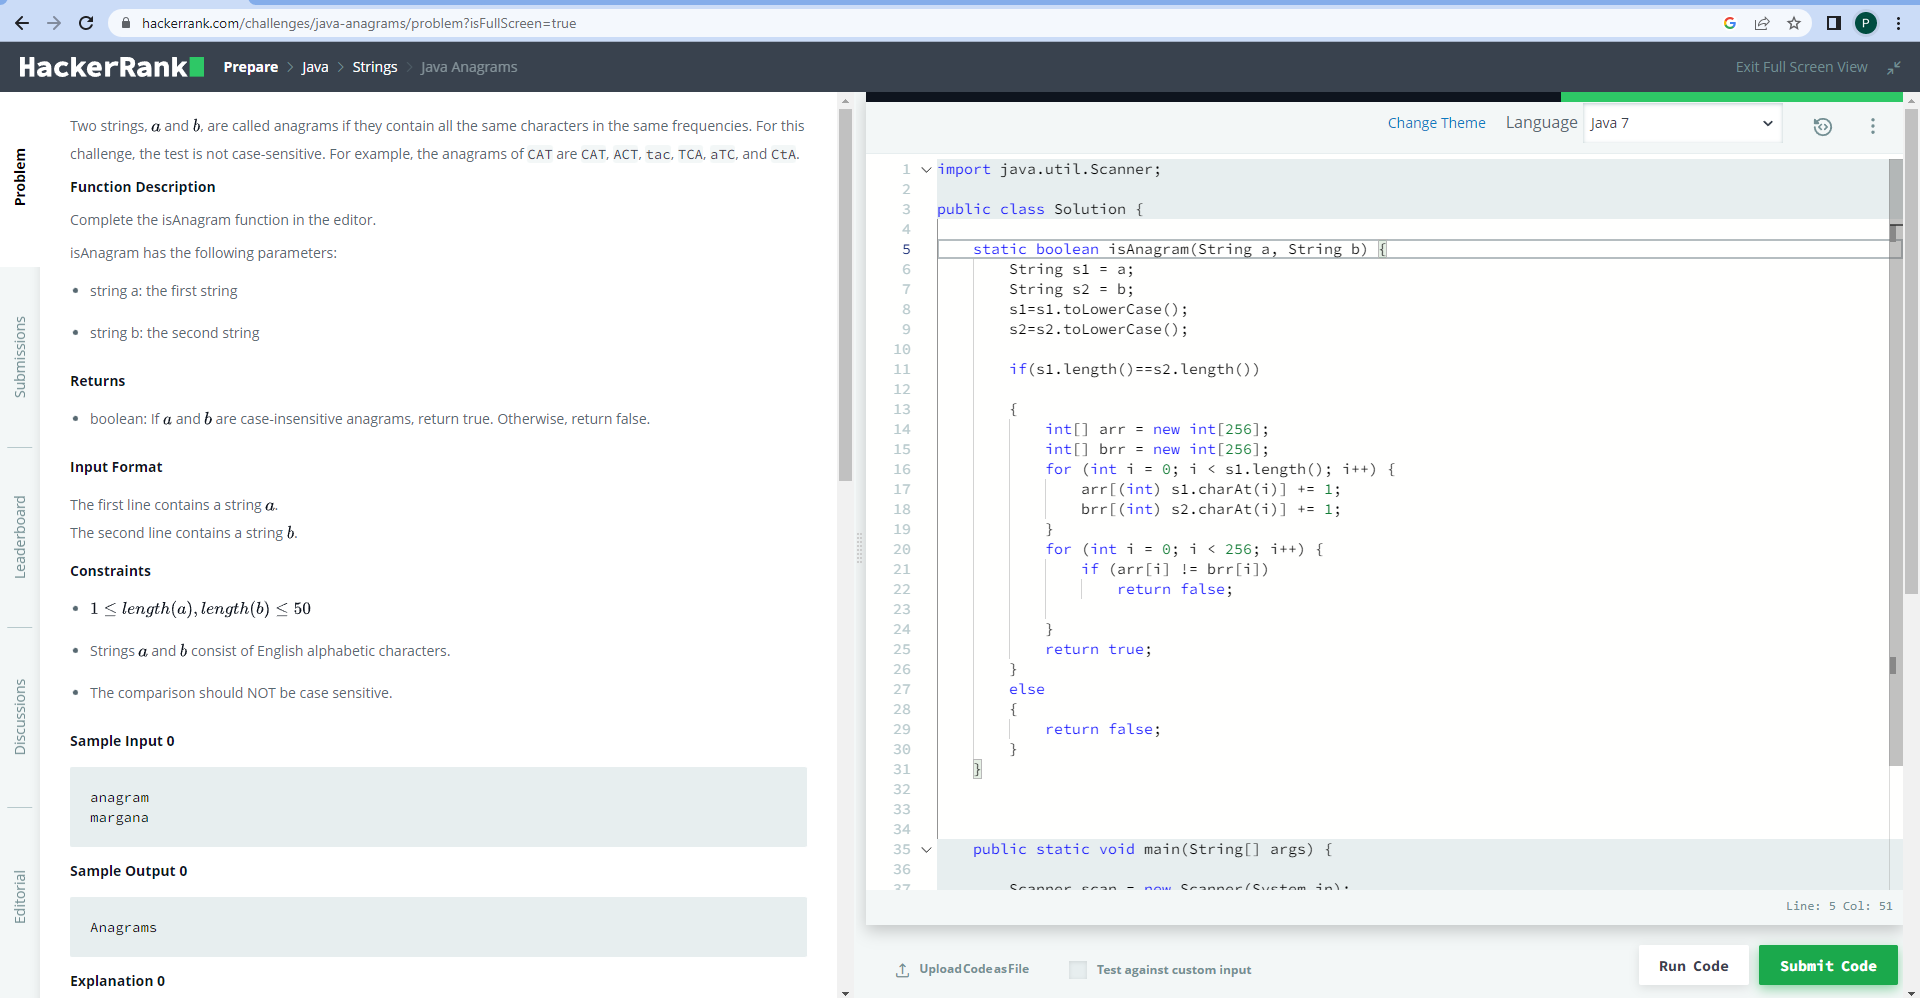 hackerrank.com/challenges/java-anagrams/problem?isFullScreen=true
P
HackerRank
Prepare > Java > Strings > Java Anagrams
Exit Full Screen View
Problem
Submissions
Leaderboard
Discussions
Editorial
Two strings, a and b, are called anagrams if they contain all the same characters in the same frequencies. For this
challenge, the test is not case-sensitive. For example, the anagrams of CAT are CAT, ACT, tac, TCA, aTC, and CtA.
Function Description
Complete the isAnagram function in the editor.
isAnagram has the following parameters:
• string a: the first string
• string b: the second string
Returns
• boolean: If a and b are case-insensitive anagrams, return true. Otherwise, return false.
Input Format
The first line contains a string a.
The second line contains a string b.
Constraints
• 1 ≤ length(a), length(b) ≤ 50
• Strings a and b consist of English alphabetic characters.
• The comparison should NOT be case sensitive.
Sample Input 0
anagram
margana
Sample Output 0
Anagrams
Explanation 0
Change Theme Language Java 7
1 import java.util.Scanner;
2
3 public class Solution {
4
5 static boolean isAnagram(String a, String b) {
6 String s1 = a;
7 String s2 = b;
8 s1=s1.toLowerCase();
9 s2=s2.toLowerCase();
10
11 if(s1.length()==s2.length())
12
13 {
14 int[] arr = new int[256];
15 int[] brr = new int[256];
16 for (int i = 0; i < s1.length(); i++) {
17 arr[(int) s1.charAt(i)] += 1;
18 brr[(int) s2.charAt(i)] += 1;
19 }
20 for (int i = 0; i < 256; i++) {
21 if (arr[i] != brr[i])
22 return false;
23
24 }
25 return true;
26 }
27 else
28 {
29 return false;
30 }
31 }
32
33
34
35 public static void main(String[] args) {
36
37 Scanner scan = new Scanner(System.in);
Line: 5 Col: 51
Upload Code as File
Test against custom input
Run Code
Submit Code